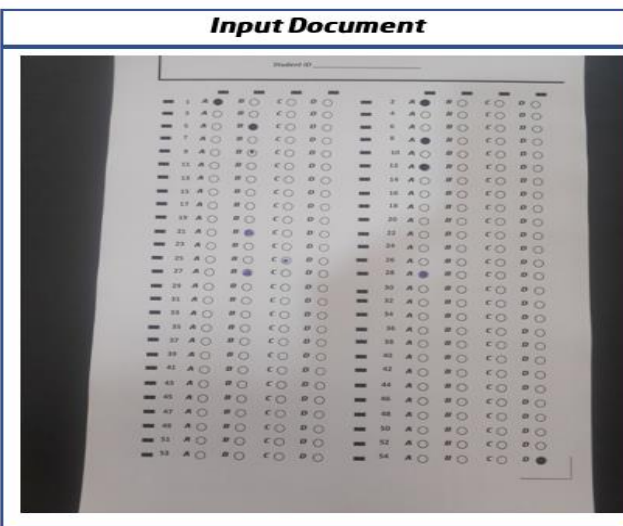 Input Document
Student ID
1 A B C D 2 A B C D
3 A B C D 4 A B C D
5 A B C D 6 A B C D
7 A B C D 8 A B C D
9 A B C D 10 A B C D
11 A B C D 12 A B C D
13 A B C D 14 A B C D
15 A B C D 16 A B C D
17 A B C D 18 A B C D
19 A B C D 20 A B C D
21 A B C D 22 A B C D
23 A B C D 24 A B C D
25 A B C D 26 A B C D
27 A B C D 28 A B C D
29 A B C D 30 A B C D
31 A B C D 32 A B C D
33 A B C D 34 A B C D
35 A B C D 36 A B C D
37 A B C D 38 A B C D
39 A B C D 40 A B C D
41 A B C D 42 A B C D
43 A B C D 44 A B C D
45 A B C D 46 A B C D
47 A B C D 48 A B C D
49 A B C D 50 A B C D
51 A B C D 52 A B C D
53 A B C D 54 A B C D